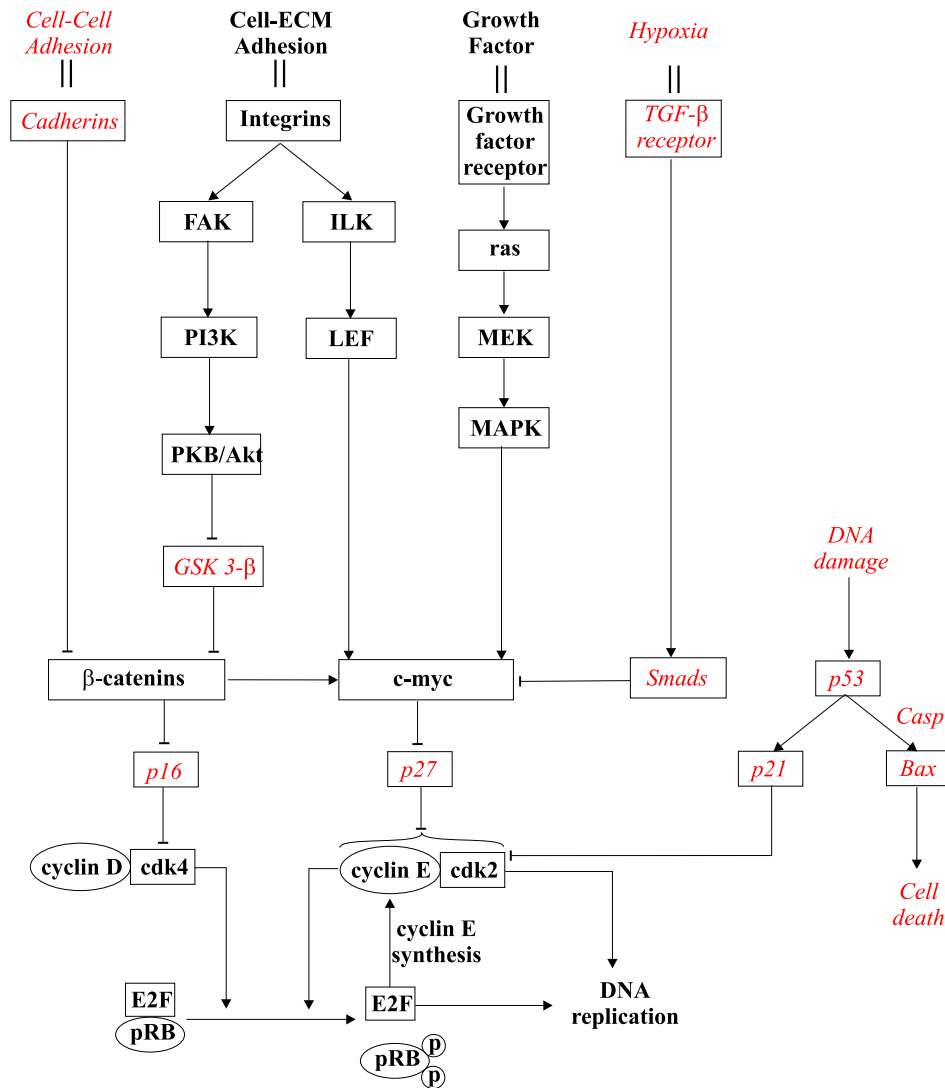 Cell-Cell
Adhesion
Cell-ECM
Adhesion
Growth
Factor
Hypoxia
Cadherins
Integrins
Growth
factor
receptor
TGF-β
receptor
FAK
ILK
ras
PI3K
LEF
MEK
MAPK
PKB/Akt
GSK 3-β
DNA
damage
β-catenins
c-myc
Smads
p53
Casp
p16
p27
p21
Bax
cyclin D
cdk4
cyclin E
cdk2
Cell
death
cyclin E
synthesis
E2F
pRB
E2F
DNA
replication
pRB
p
p